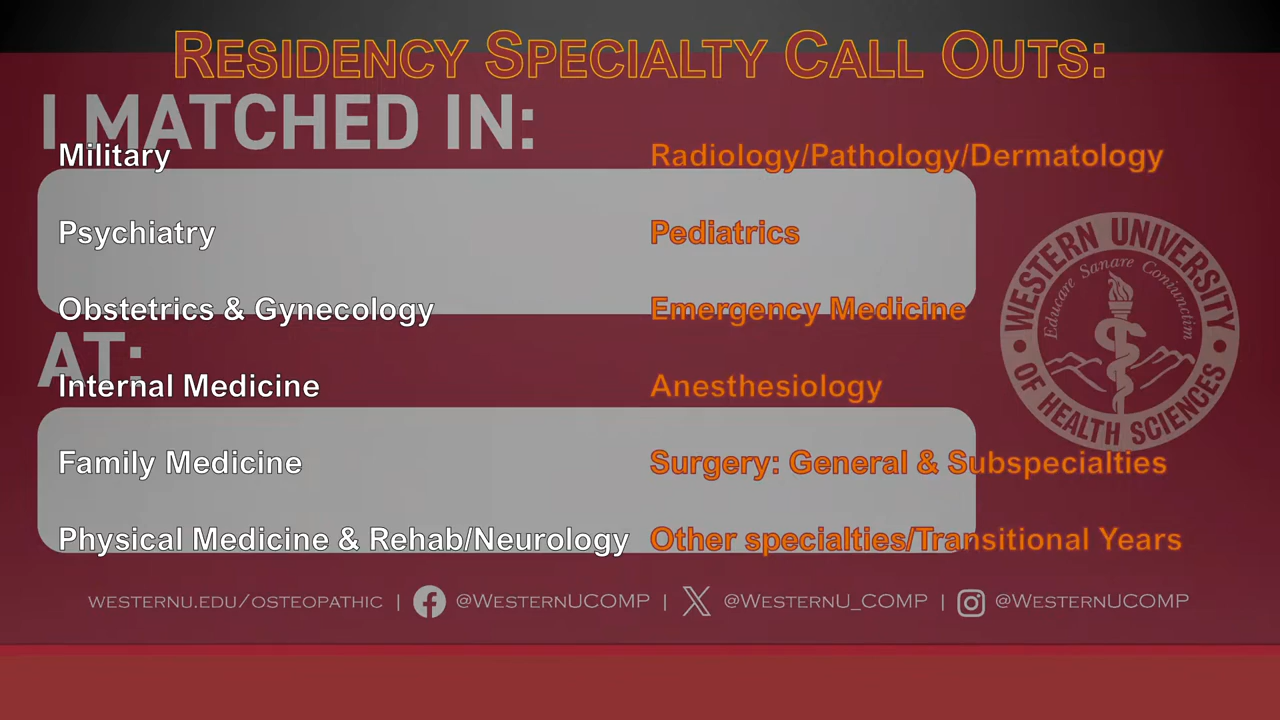 RESIDENCY SPECIALTY CALL OUTS:
I MATCHED IN:
Military
Radiology/Pathology/Dermatology
Psychiatry
Pediatrics
Obstetrics & Gynecology
Emergency Medicine
AT:
Internal Medicine
Anesthesiology
Family Medicine
Surgery: General & Subspecialties
Physical Medicine & Rehab/Neurology
Other specialties/Transitional Years
WESTERN UNIVERSITY
OF HEALTH SCIENCES
Educare Sanare Coniunctim
WESTERNU.EDU/OSTEOPATHIC | @WESTERNUCOMP | @WESTERNU_COMP | @WESTERNUCOMP